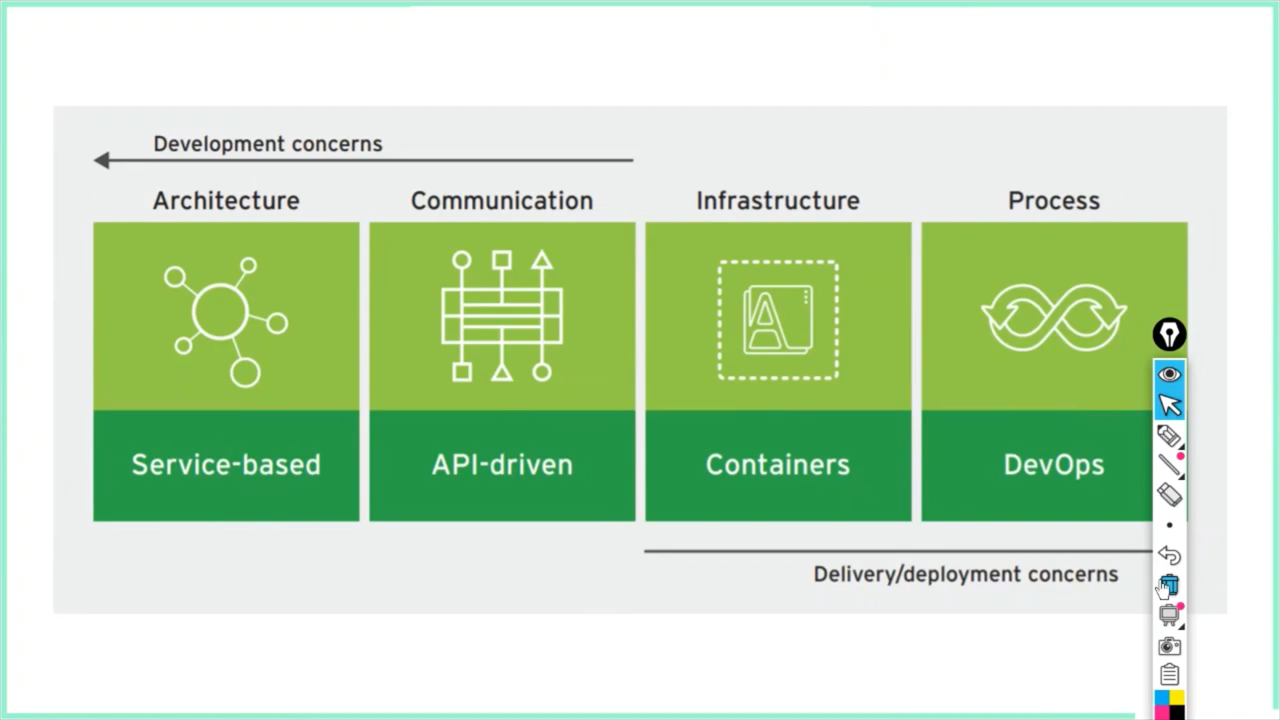 Development concerns
Architecture
Communication
Infrastructure
Process
Service-based
API-driven
Containers
DevOps
Delivery/deployment concerns